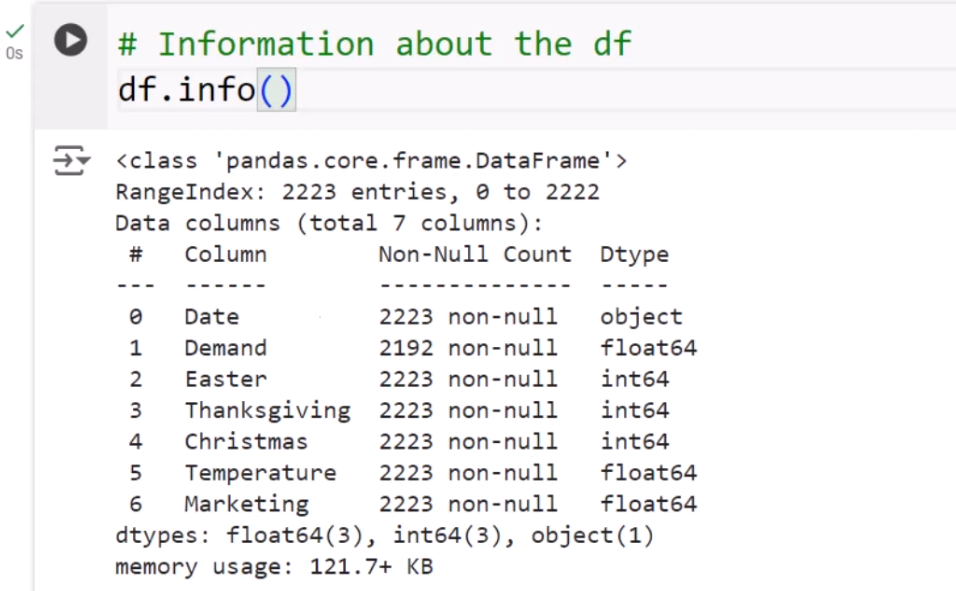 # Information about the df
0s
df.info()
<class 'pandas.core.frame.DataFrame'>
RangeIndex: 2223 entries, 0 to 2222
Data columns (total 7 columns):
 #   Column        Non-Null Count  Dtype
---  ------        --------------  -----
 0   Date          2223 non-null   object
 1   Demand        2192 non-null   float64
 2   Easter        2223 non-null   int64
 3   Thanksgiving  2223 non-null   int64
 4   Christmas     2223 non-null   int64
 5   Temperature   2223 non-null   float64
 6   Marketing     2223 non-null   float64
dtypes: float64(3), int64(3), object(1)
memory usage: 121.7+ KB